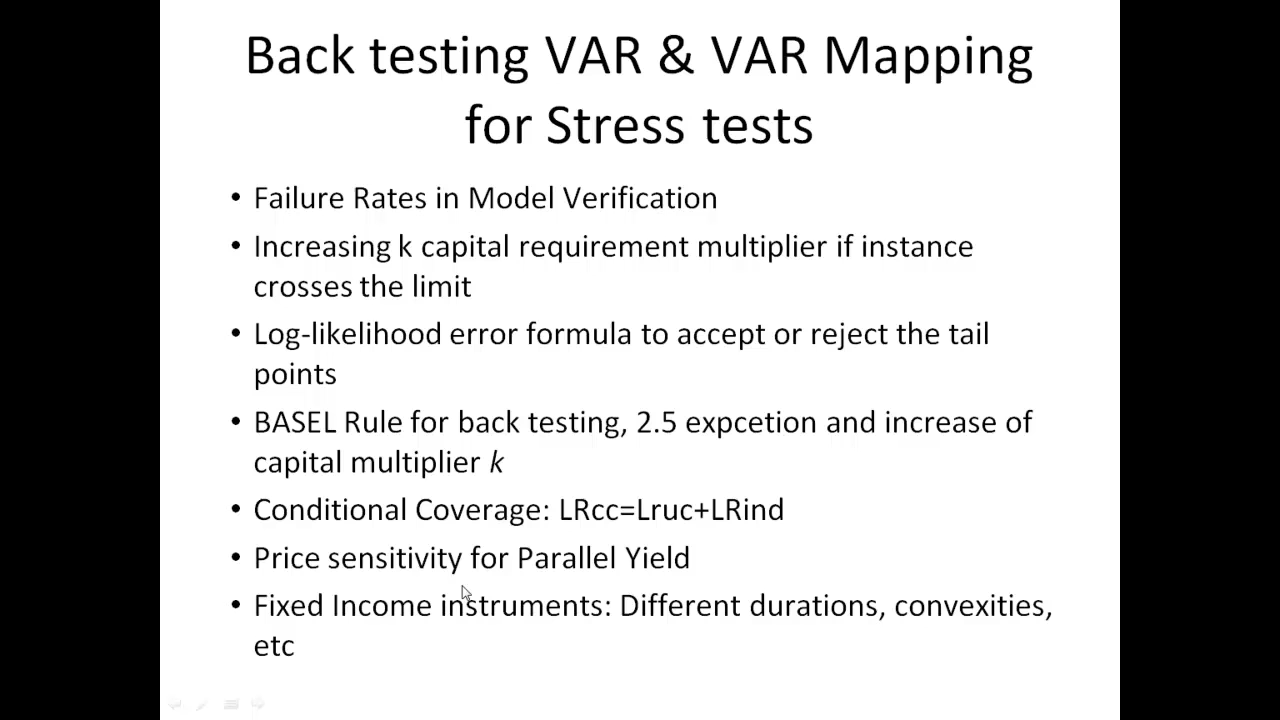 Back testing VAR & VAR Mapping
for Stress tests
• Failure Rates in Model Verification
• Increasing k capital requirement multiplier if instance
crosses the limit
• Log-likelihood error formula to accept or reject the tail
points
• BASEL Rule for back testing, 2.5 expcetion and increase of
capital multiplier k
• Conditional Coverage: LRcc=Lruc+LRind
• Price sensitivity for Parallel Yield
• Fixed Income instruments: Different durations, convexities,
etc